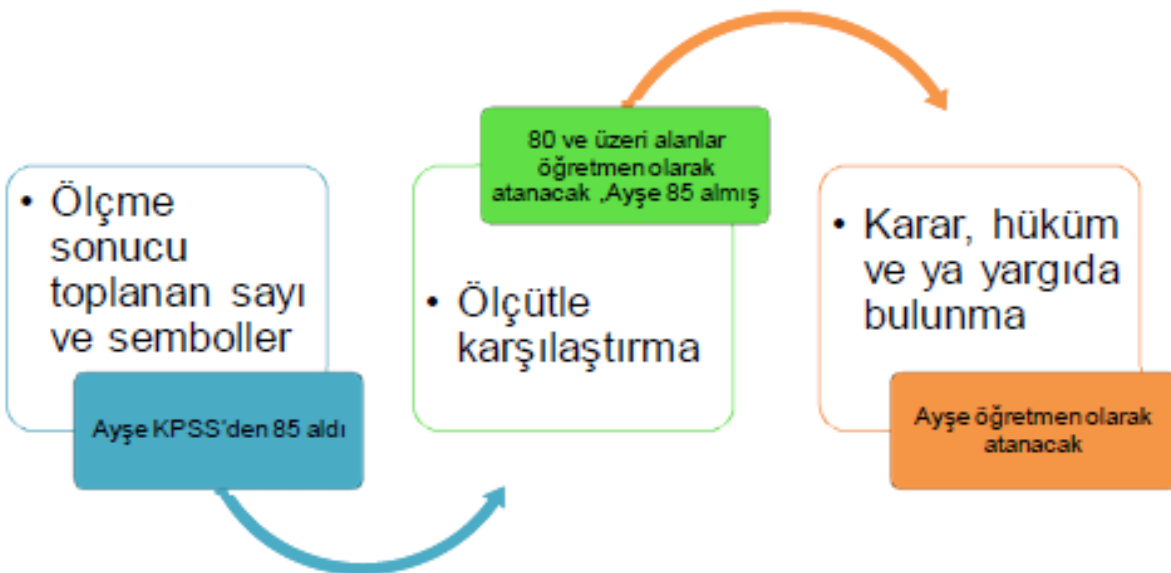 • Ölçme
sonucu
toplanan sayı
ve semboller
Ayşe KPSS'den 85 aldı
80 ve üzeri alanlar
öğretmen olarak
atanacak ,Ayşe 85 almış
• Ölçütle
karşılaştırma
• Karar, hüküm
ve ya yargıda
bulunma
Ayşe öğretmen olarak
atanacak